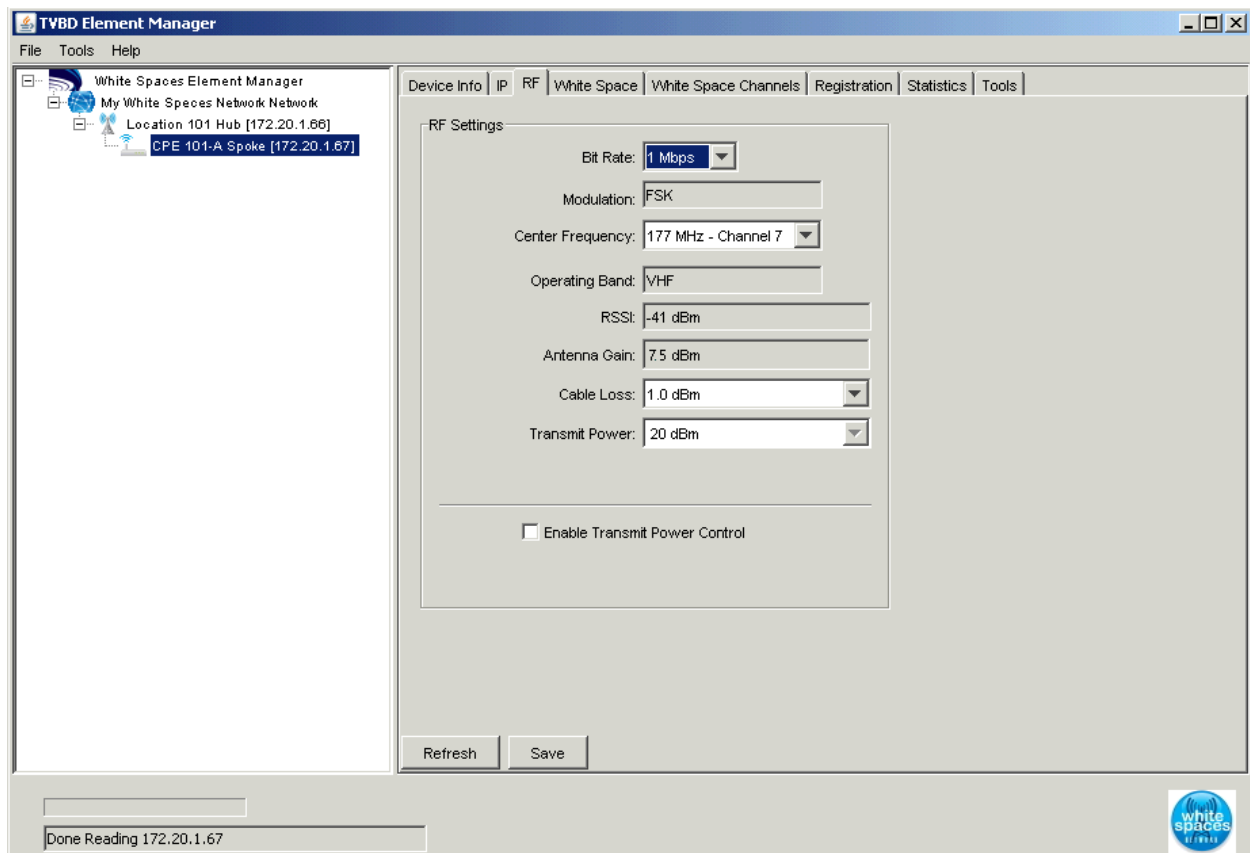 TVBD Element Manager
File Tools Help
White Spaces Element Manager
My White Speces Network Network
Location 101 Hub [172.20.1.66]
CPE 101-A Spoke [172.20.1.67]
Device Info IP RF White Space White Space Channels Registration Statistics Tools
RF Settings
Bit Rate: 1 Mbps
Modulation: FSK
Center Frequency: 177 MHz - Channel 7
Operating Band: VHF
RSSI: -41 dBm
Antenna Gain: 7.5 dBm
Cable Loss: 1.0 dBm
Transmit Power: 20 dBm
Enable Transmit Power Control
Refresh Save
Done Reading 172.20.1.67
white
spaces
NETWORK